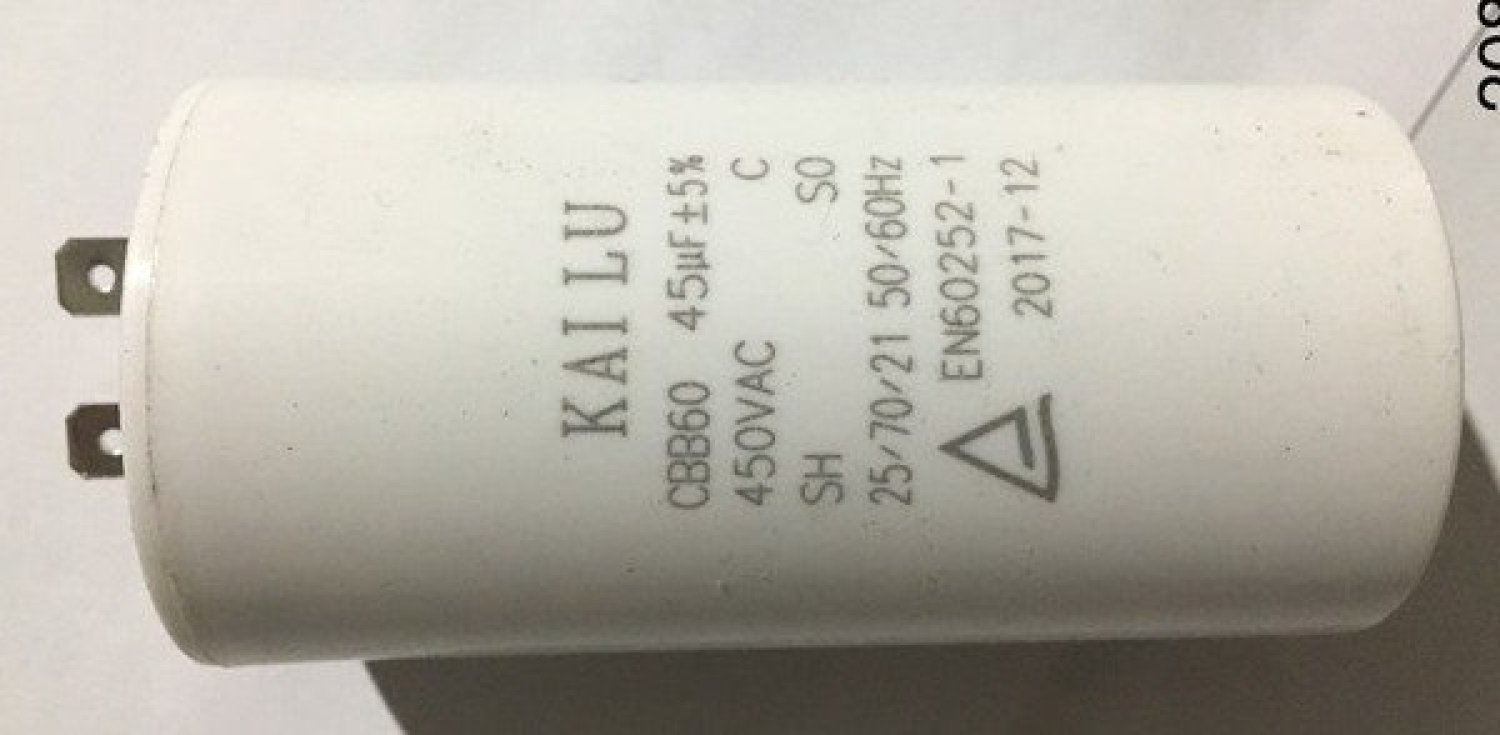 KAILU
CBB60 45μF±5%
450VAC C
SH S0
25/70/21 50/60Hz
EN60252-1
2017-12